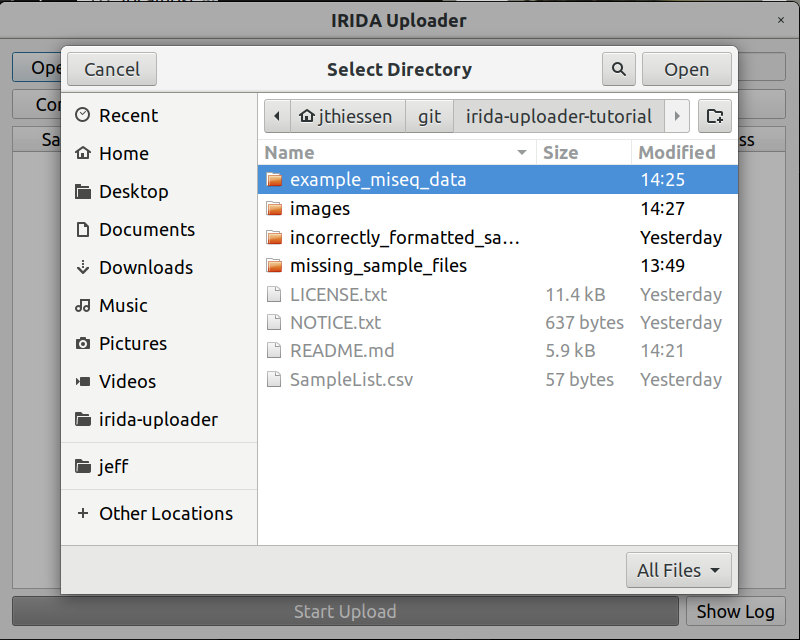 IRIDA Uploader
Cancel
Select Directory
Open
jthiessen git irida-uploader-tutorial
Name Size Modified
example_miseq_data 14:25
images 14:27
incorrectly_formatted_sa... Yesterday
missing_sample_files 13:49
LICENSE.txt 11.4 kB Yesterday
NOTICE.txt 637 bytes Yesterday
README.md 5.9 kB 14:21
SampleList.csv 57 bytes Yesterday
Recent
Home
Desktop
Documents
Downloads
Music
Pictures
Videos
irida-uploader
jeff
+ Other Locations
All Files
Ope
Con
Sa
ss
Start Upload
Show Log